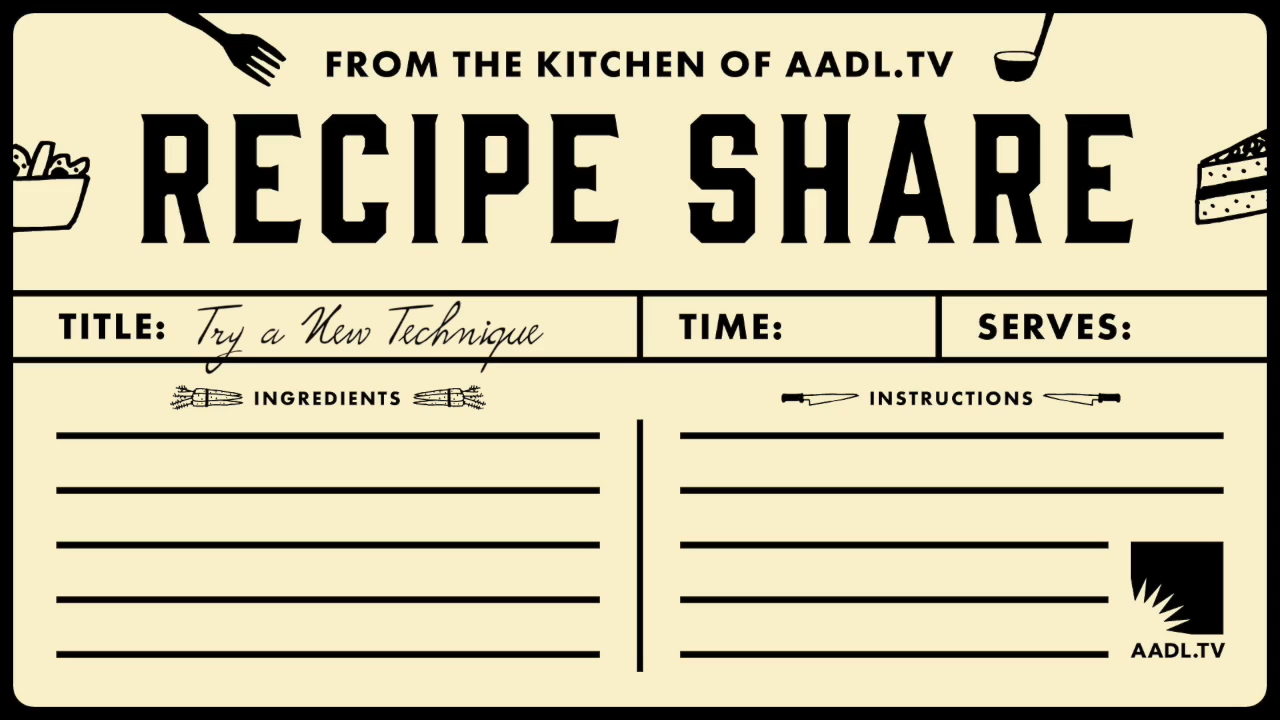 FROM THE KITCHEN OF AADL.TV
RECIPE SHARE
TITLE: Try a New Technique
TIME:
SERVES:
INGREDIENTS
INSTRUCTIONS
AADL.TV